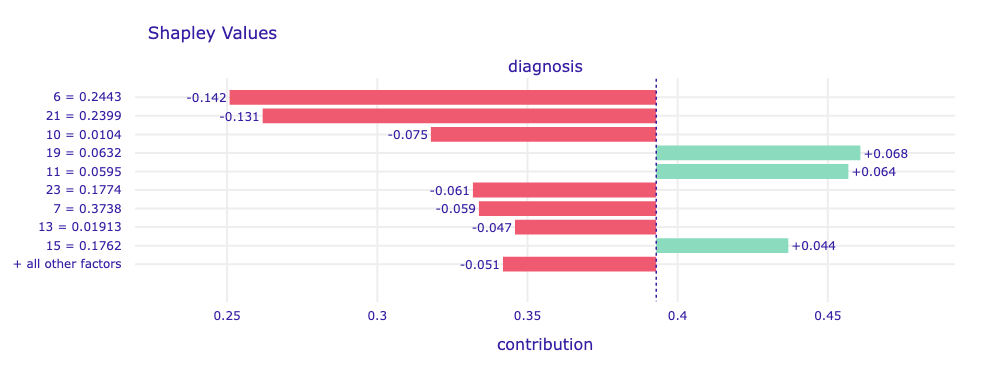 Shapley Values
diagnosis
6 = 0.2443
-0.142
21 = 0.2399
-0.131
10 = 0.0104
-0.075
19 = 0.0632
+0.068
11 = 0.0595
+0.064
23 = 0.1774
-0.061
7 = 0.3738
-0.059
13 = 0.01913
-0.047
15 = 0.1762
+0.044
+ all other factors
-0.051
0.25
0.3
0.35
0.4
0.45
contribution